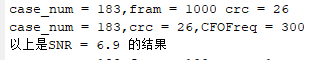 case_num = 183,fram = 1000 crc = 26
case_num = 183,crc = 26,CFOFreq = 300
以上是SNR = 6.9 的结果